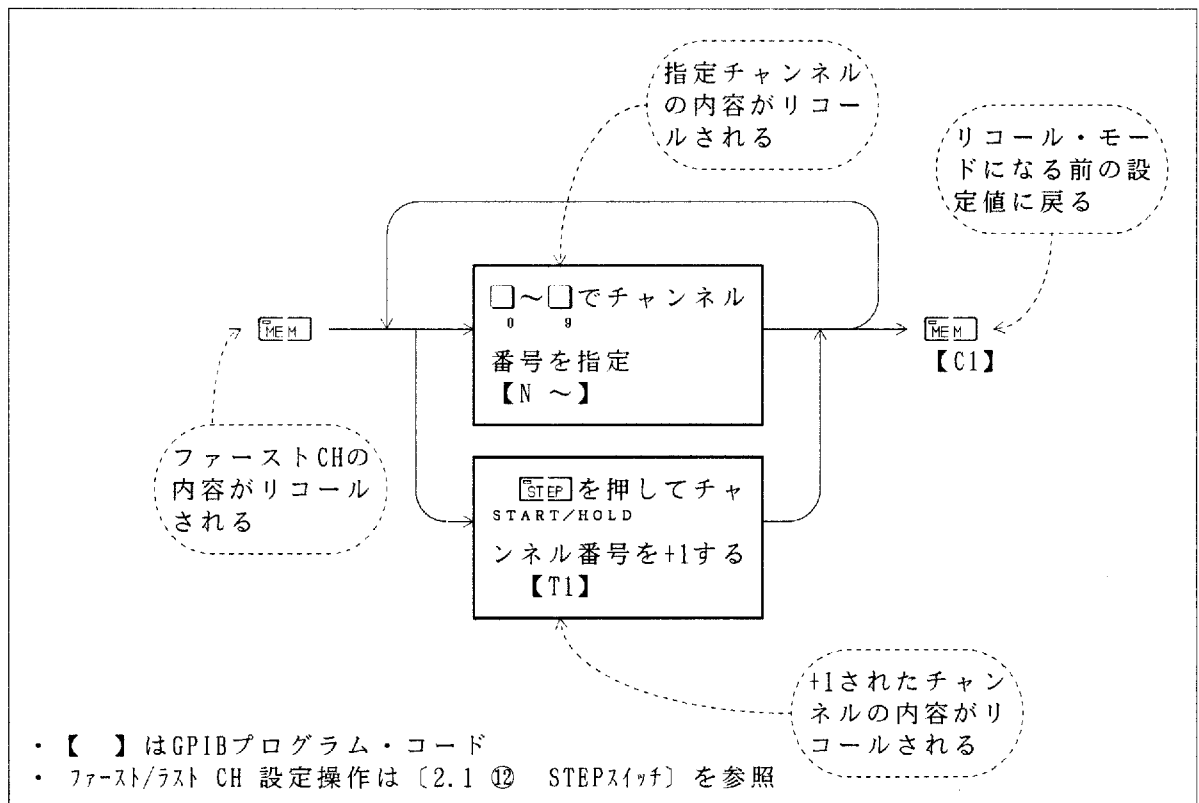 指定チャンネル
の内容がリコー
ルされる
リコール・モー
ドになる前の設
定値に戻る
□~□でチャンネル
0 9
番号を指定
【N ~】
MEM
MEM
【C1】
ファーストCHの
内容がリコール
される
STEPを押してチャ
START/HOLD
ンネル番号を+1する
【T1】
+1されたチャン
ネルの内容がリ
コールされる
・【 】はGPIBプログラム・コード
・ ファースト/ラスト CH 設定操作は〔2.1 ⑫ STEPスイッチ〕を参照